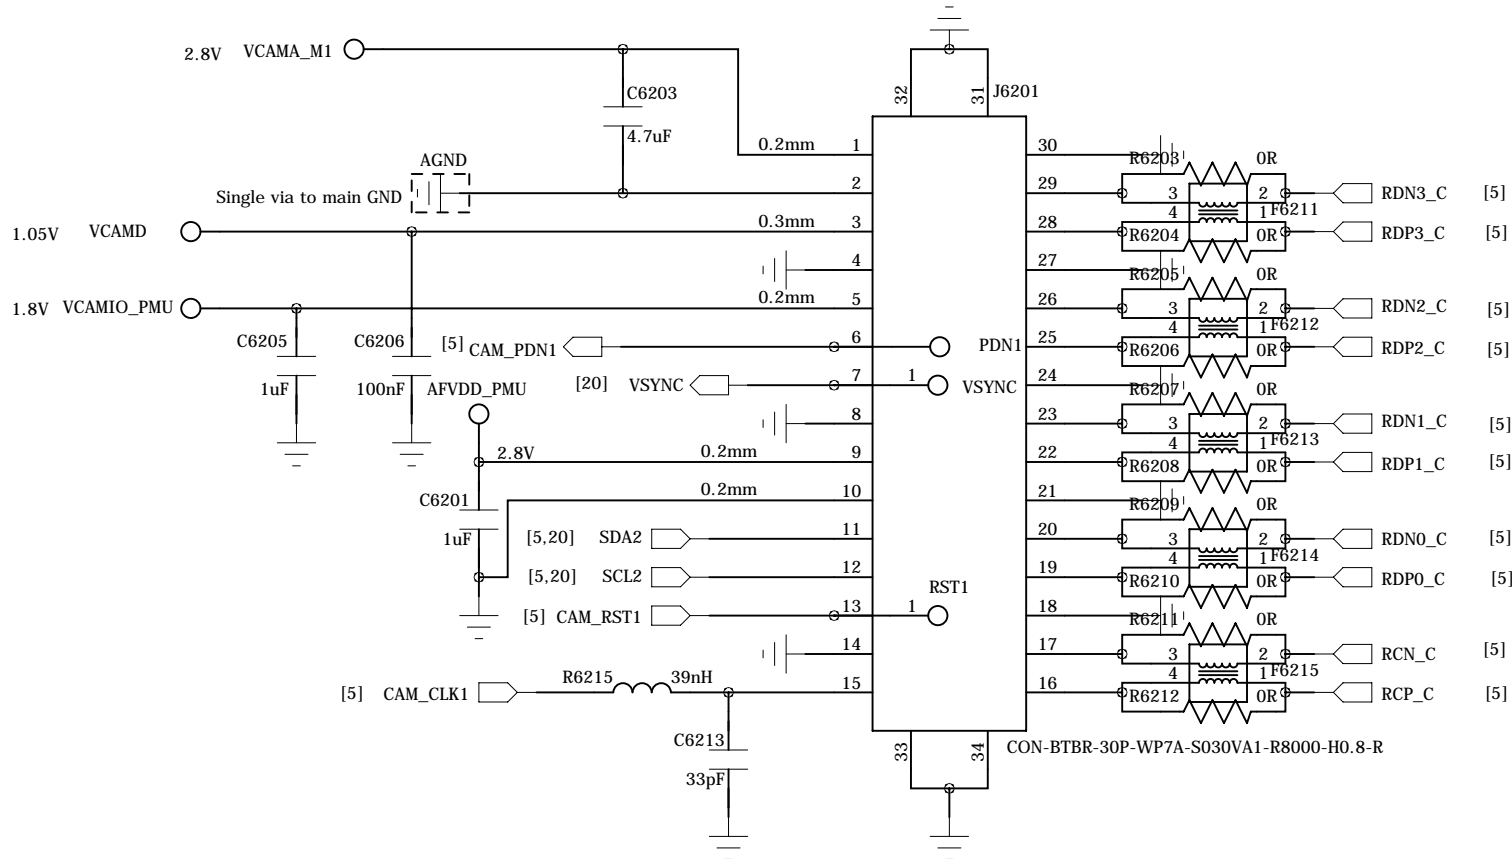 32
31
J6201
2.8V VCAMA_M1
C6203
4.7uF
0.2mm 1
30
R6203 0R
AGND
Single via to main GND
2
29
3 2
RDN3_C [5]
4 1
F6211
1.05V VCAMD
0.3mm 3
28
R6204 0R
RDP3_C [5]
4
27
R6205 0R
1.8V VCAMIO_PMU
0.2mm 5
26
3 2
RDN2_C [5]
4 1
F6212
C6205
1uF
C6206
100nF
[5] CAM_PDN1
6
PDN1
25
R6206 0R
RDP2_C [5]
[20] VSYNC
7
1
VSYNC
24
R6207 0R
AFVDD_PMU
8
23
3 2
RDN1_C [5]
4 1
F6213
2.8V
0.2mm 9
22
R6208 0R
RDP1_C [5]
C6201
1uF
0.2mm 10
21
R6209 0R
[5,20] SDA2
11
20
3 2
RDN0_C [5]
4 1
F6214
[5,20] SCL2
12
19
R6210 0R
RDP0_C [5]
[5] CAM_RST1
13
1
RST1
18
R6211 0R
14
17
3 2
RCN_C [5]
4 1
F6215
[5] CAM_CLK1
R6215 39nH
15
16
R6212 0R
RCP_C [5]
C6213
33pF
33
34
CON-BTBR-30P-WP7A-S030VA1-R8000-H0.8-R